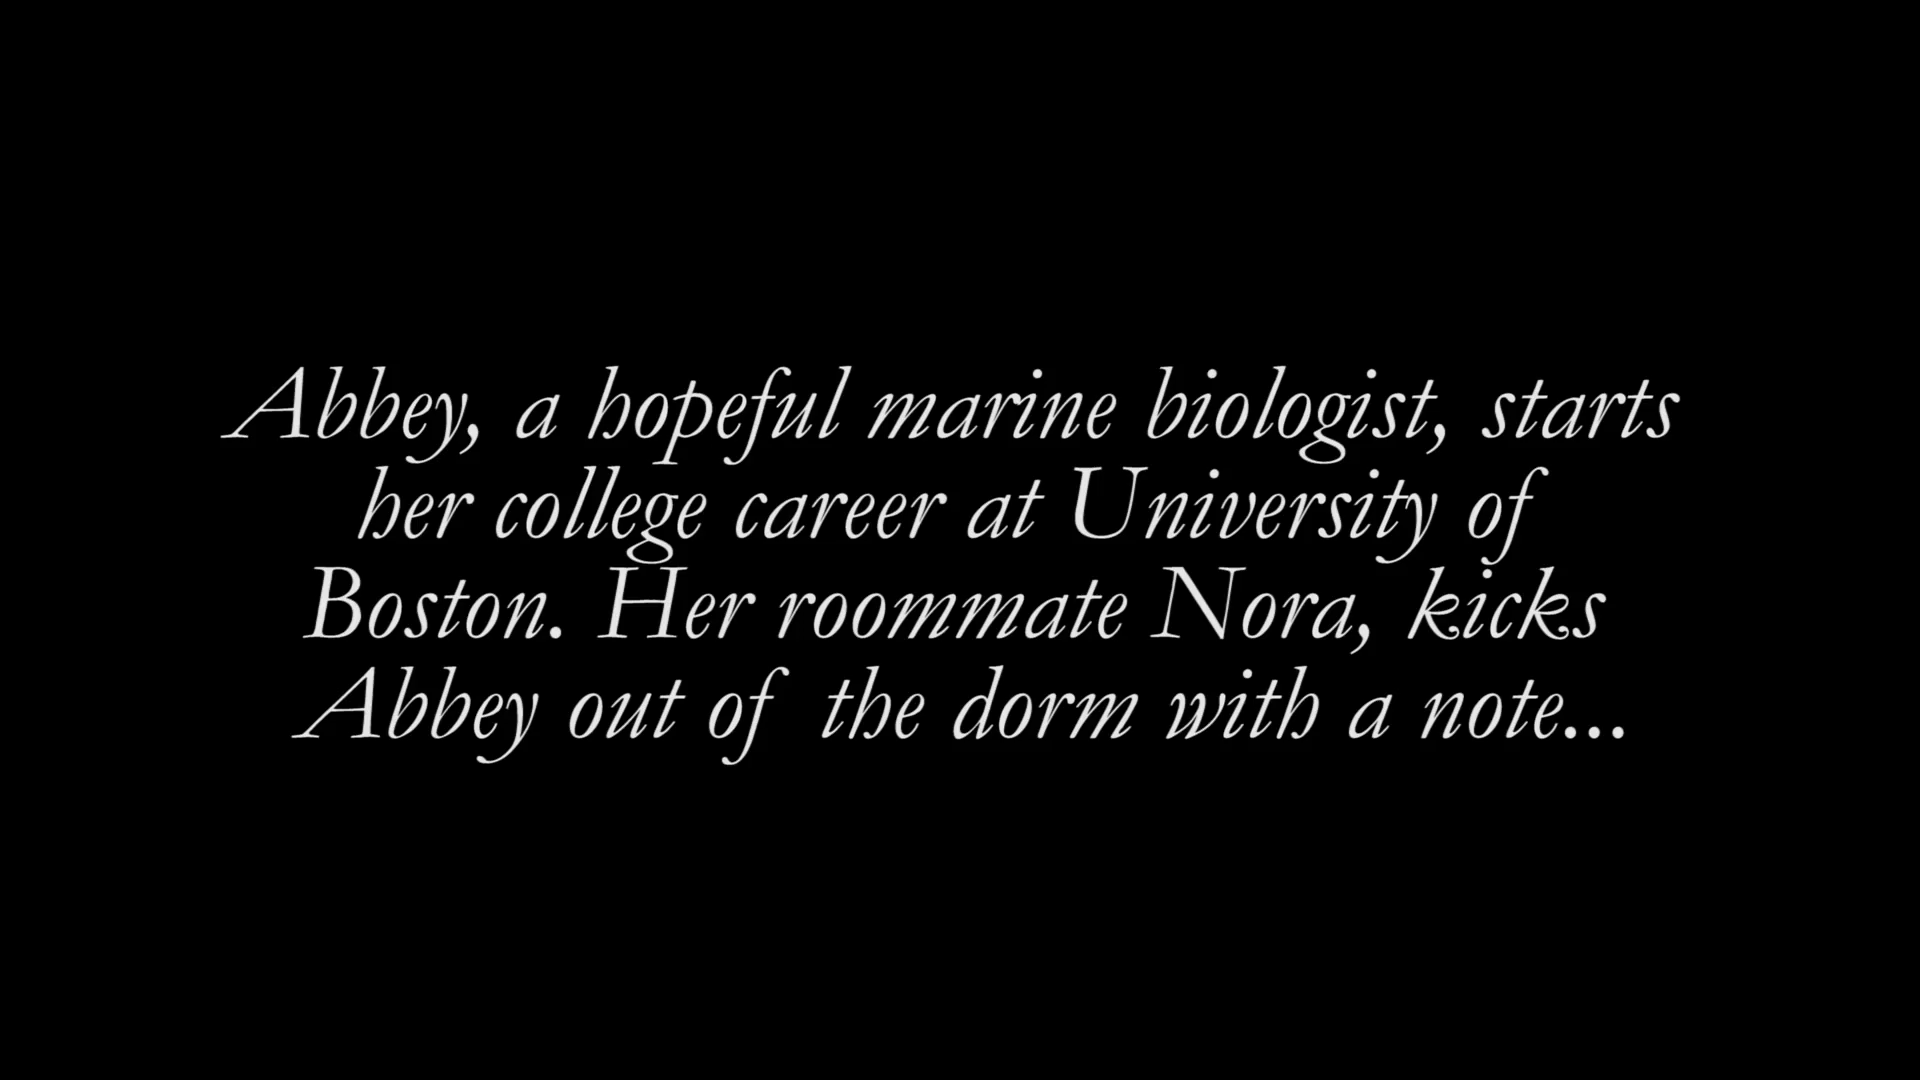 Abbey, a hopeful marine biologist, starts
her college career at University of
Boston. Her roommate Nora, kicks
Abbey out of  the dorm with a note...